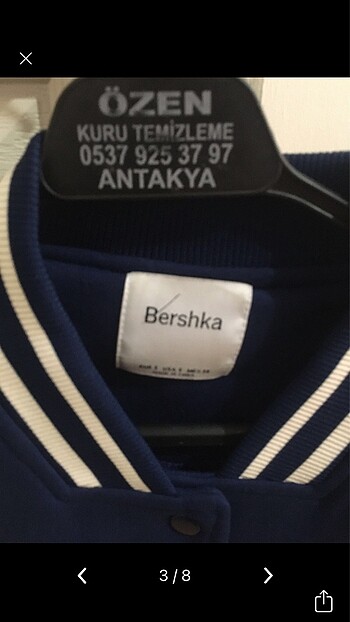 ÖZEN
KURU TEMİZLEME
0537 925 37 97
ANTAKYA
Bershka
3/8